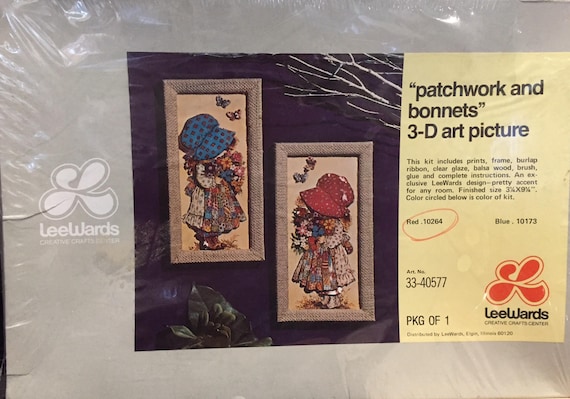 "patchwork and
bonnets"
3-D art picture
This kit includes prints, frame, burlap
ribbon, clear glaze, balsa wood, brush,
glue and complete instructions. An ex-
clusive LeeWards design-pretty accent
for any room. Finished size 3¾X9¾".
Color circled below is color of kit.
Red .10264 Blue . 10173
Art. No.
33-40577
PKG OF 1
LeeWards
CREATIVE CRAFTS CENTER
Distributed by LeeWards, Elgin, Illinois 60120
LeeWards
CREATIVE CRAFTS CENTER